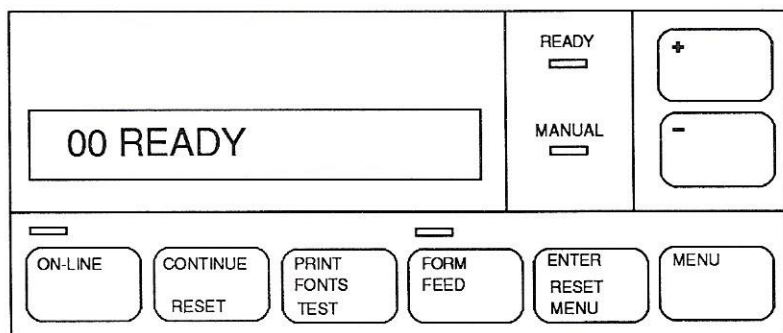 READY
+
00 READY
MANUAL
-
ON-LINE
CONTINUE
RESET
PRINT
FONTS
TEST
FORM
FEED
ENTER
RESET
MENU
MENU